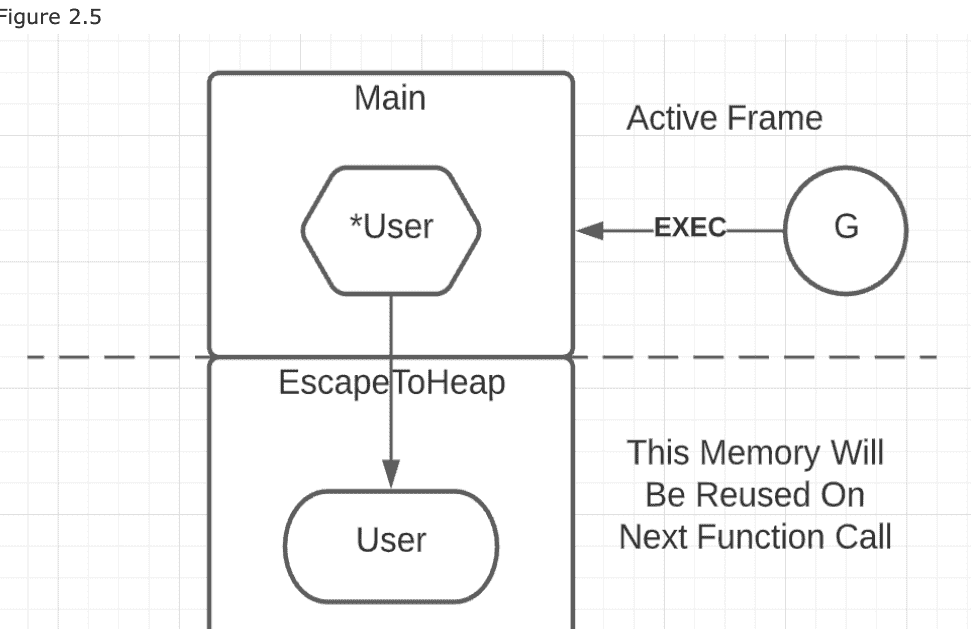 Figure 2.5
Main
Active Frame
*User
EXEC
G
EscapeToHeap
This Memory Will
Be Reused On
Next Function Call
User